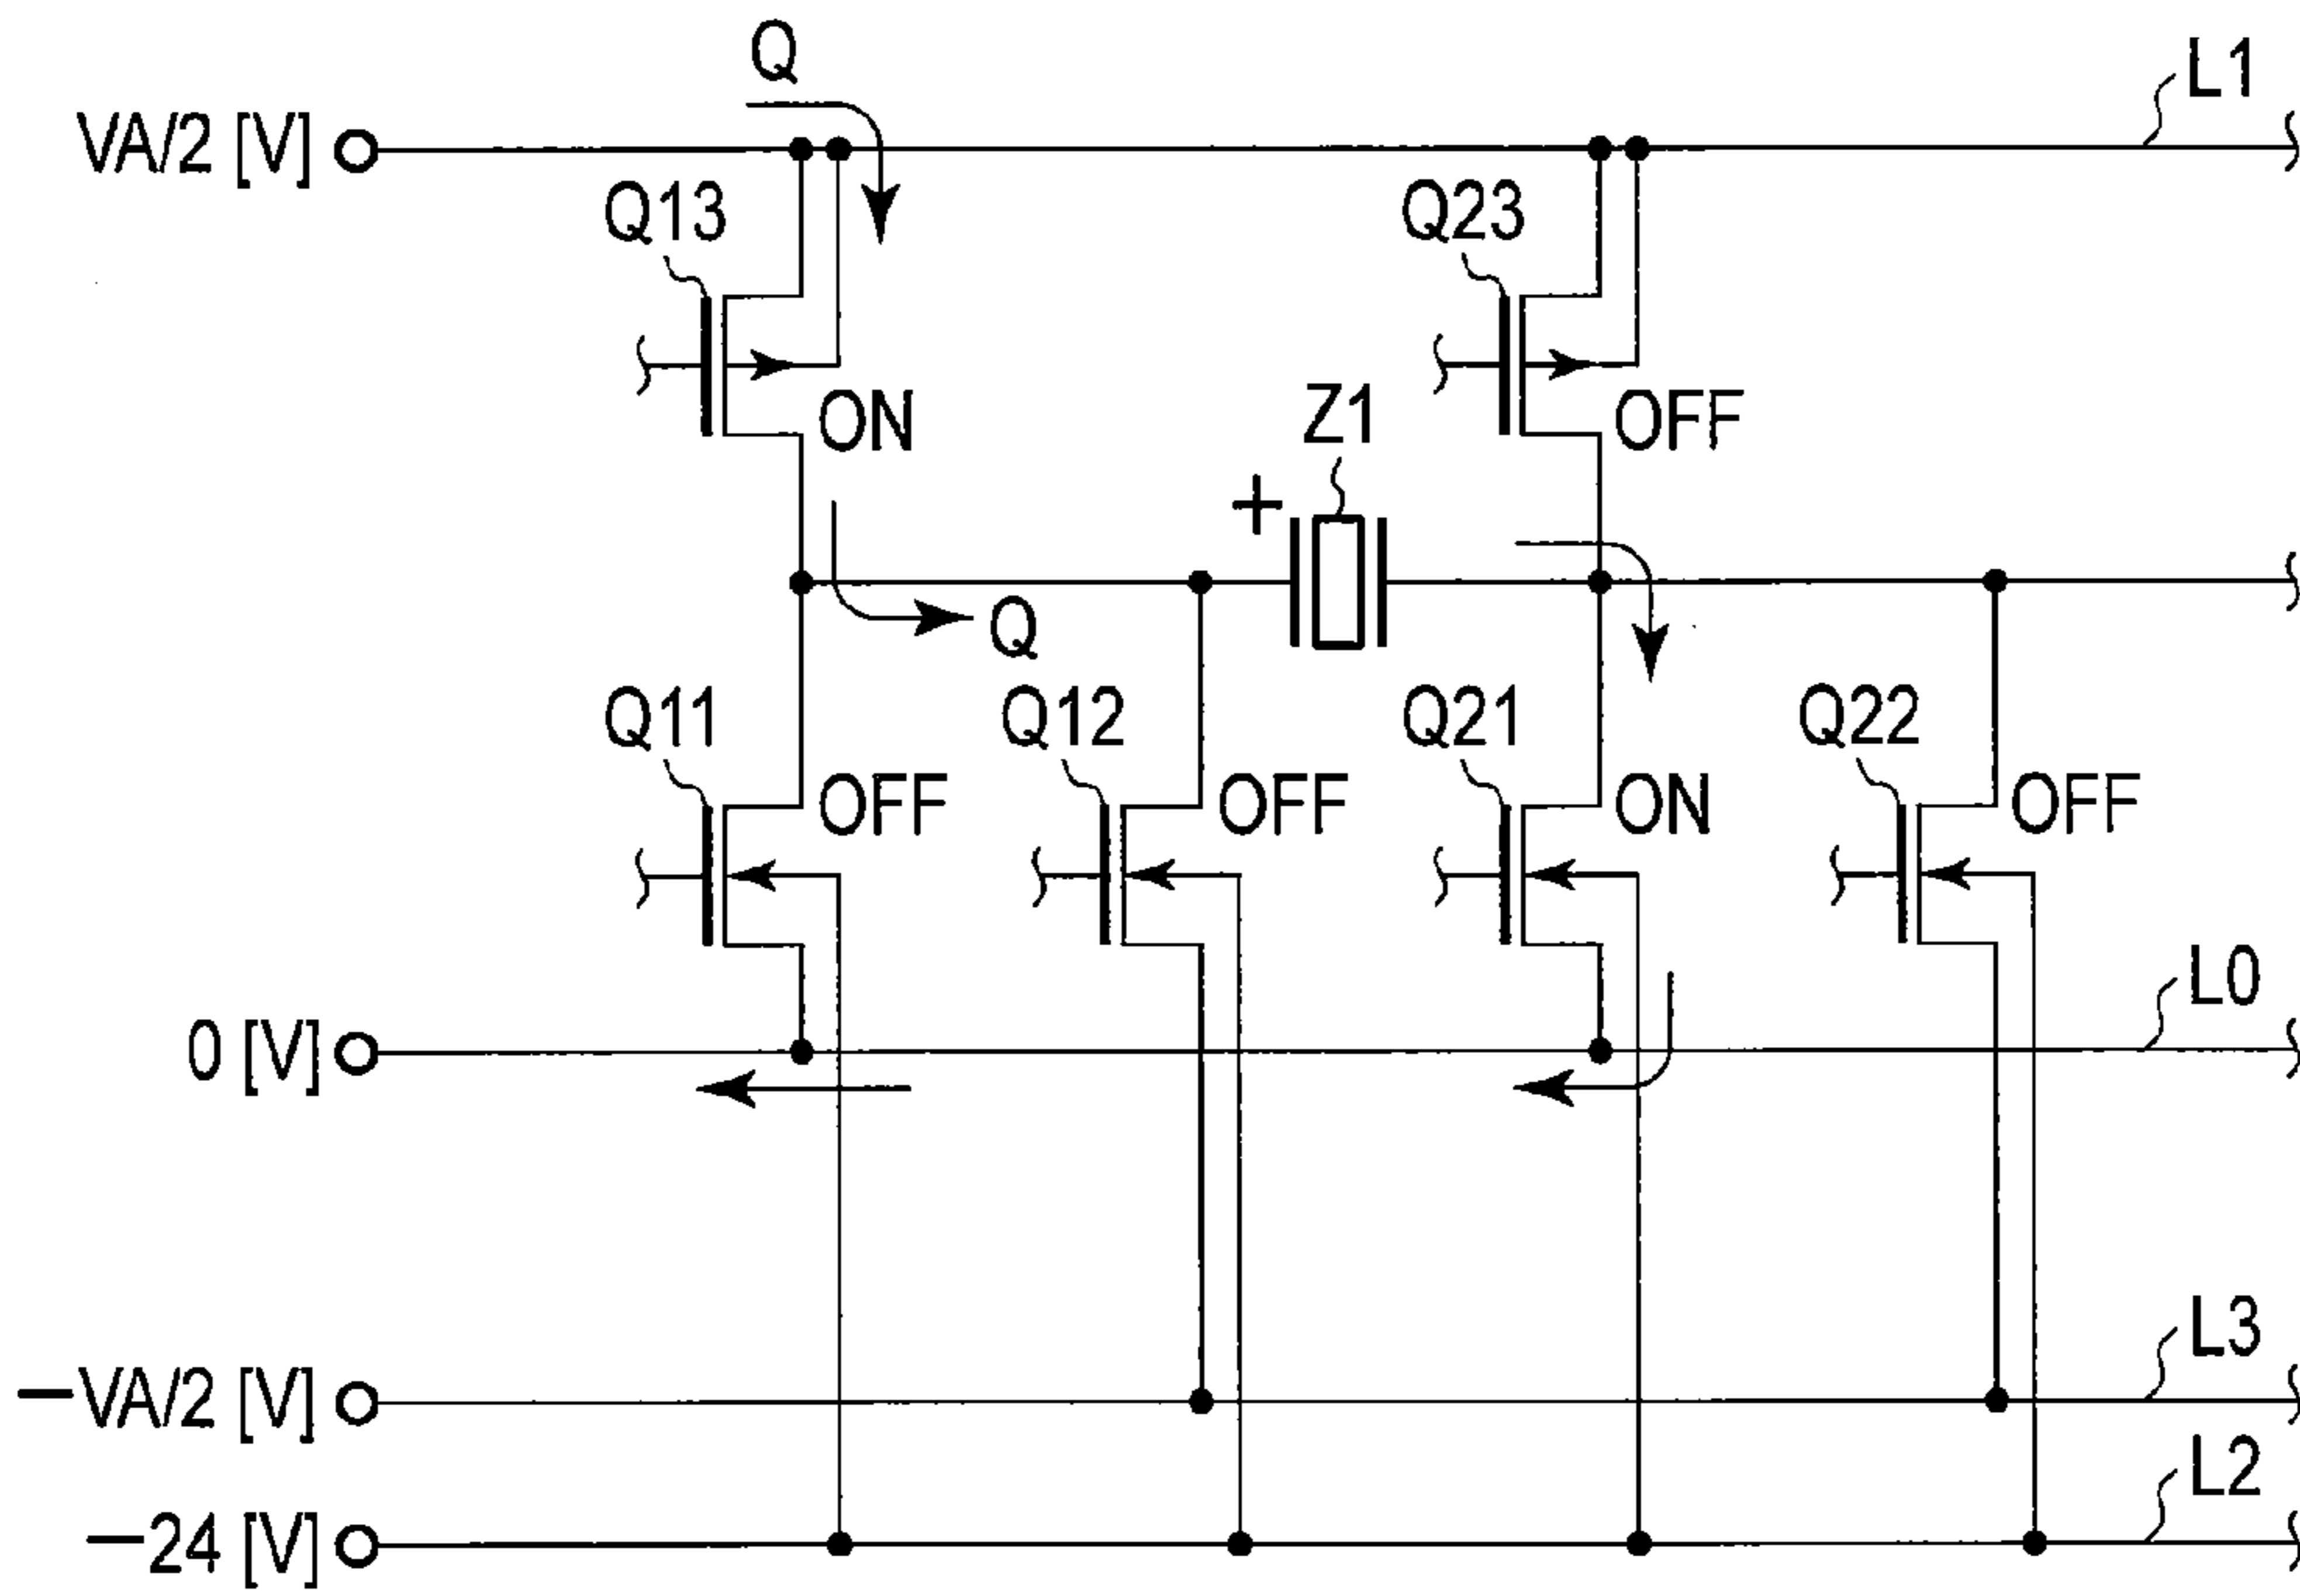 Q
L1
VA/2 [V]
Q13
Q23
ON
Z1
OFF
+
Q
Q11
Q12
Q21
Q22
OFF
OFF
ON
OFF
L0
0 [V]
L3
−VA/2 [V]
L2
−24 [V]